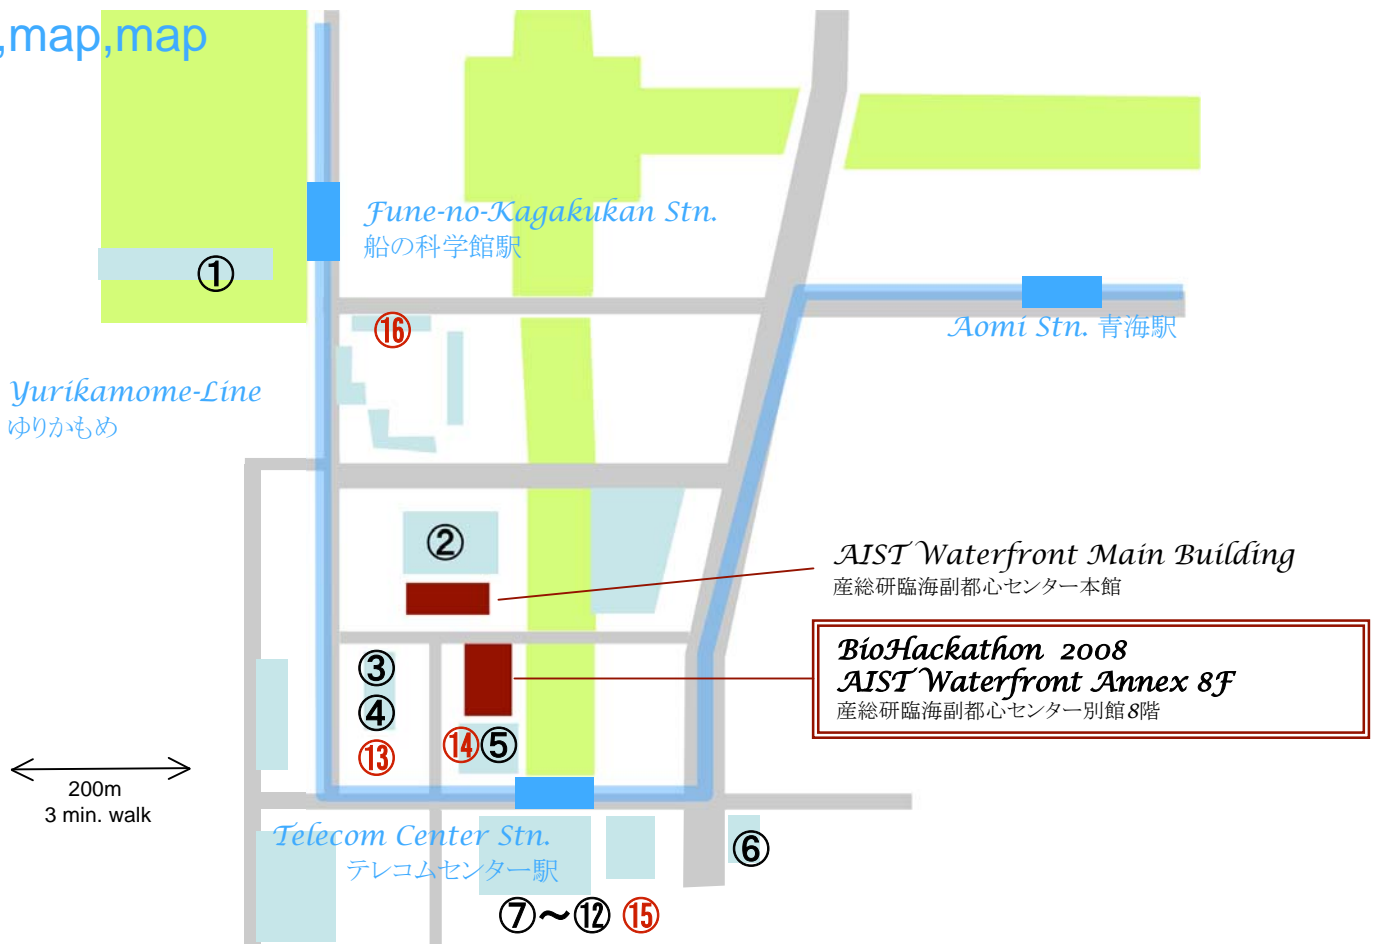 ,map,map
Fune-no-Kagakukan Stn.
船の科学館駅
①
Aomi Stn. 青海駅
⑯
Yurikamome-Line
ゆりかもめ
②
AIST Waterfront Main Building
産総研臨海副都心センター本館
BioHackathon 2008
AIST Waterfront Annex 8F
産総研臨海副都心センター別館8階
③
④
⑬
⑭⑤
200m
3 min. walk
Telecom Center Stn.
テレコムセンター駅
⑥
⑦〜⑫ ⑮